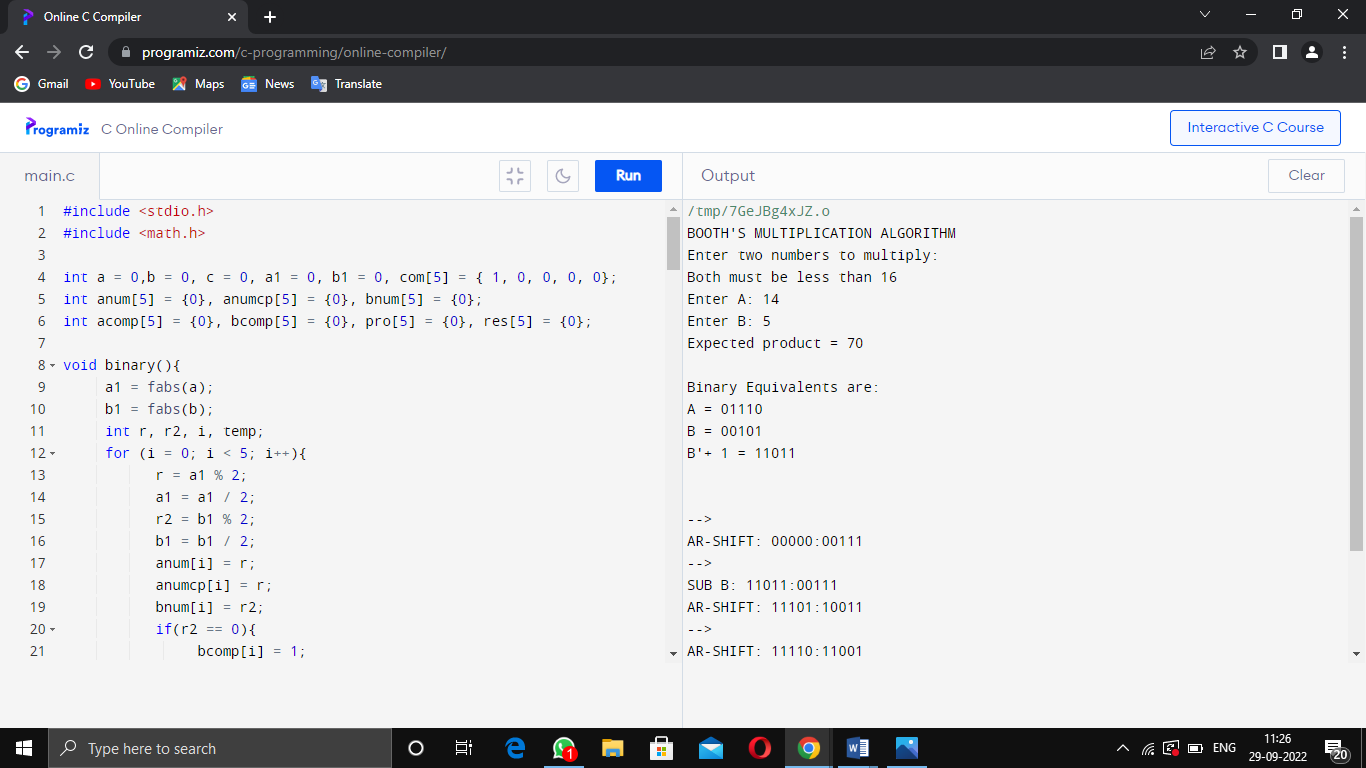 Online C Compiler
programiz.com/c-programming/online-compiler/
Gmail YouTube Maps News Translate
Programiz C Online Compiler Interactive C Course
main.c Run Output Clear
1 #include <stdio.h>
2 #include <math.h>
3
4 int a = 0,b = 0, c = 0, a1 = 0, b1 = 0, com[5] = { 1, 0, 0, 0, 0};
5 int anum[5] = {0}, anumcp[5] = {0}, bnum[5] = {0};
6 int acomp[5] = {0}, bcomp[5] = {0}, pro[5] = {0}, res[5] = {0};
7
8 void binary(){
9 a1 = fabs(a);
10 b1 = fabs(b);
11 int r, r2, i, temp;
12 for (i = 0; i < 5; i++){
13 r = a1 % 2;
14 a1 = a1 / 2;
15 r2 = b1 % 2;
16 b1 = b1 / 2;
17 anum[i] = r;
18 anumcp[i] = r;
19 bnum[i] = r2;
20 if(r2 == 0){
21 bcomp[i] = 1;
/tmp/7GeJBg4xJZ.o
BOOTH'S MULTIPLICATION ALGORITHM
Enter two numbers to multiply:
Both must be less than 16
Enter A: 14
Enter B: 5
Expected product = 70
Binary Equivalents are:
A = 01110
B = 00101
B'+ 1 = 11011
-->
AR-SHIFT: 00000:00111
-->
SUB B: 11011:00111
AR-SHIFT: 11101:10011
-->
AR-SHIFT: 11110:11001
Type here to search
1
ENG
11:26
29-09-2022
20